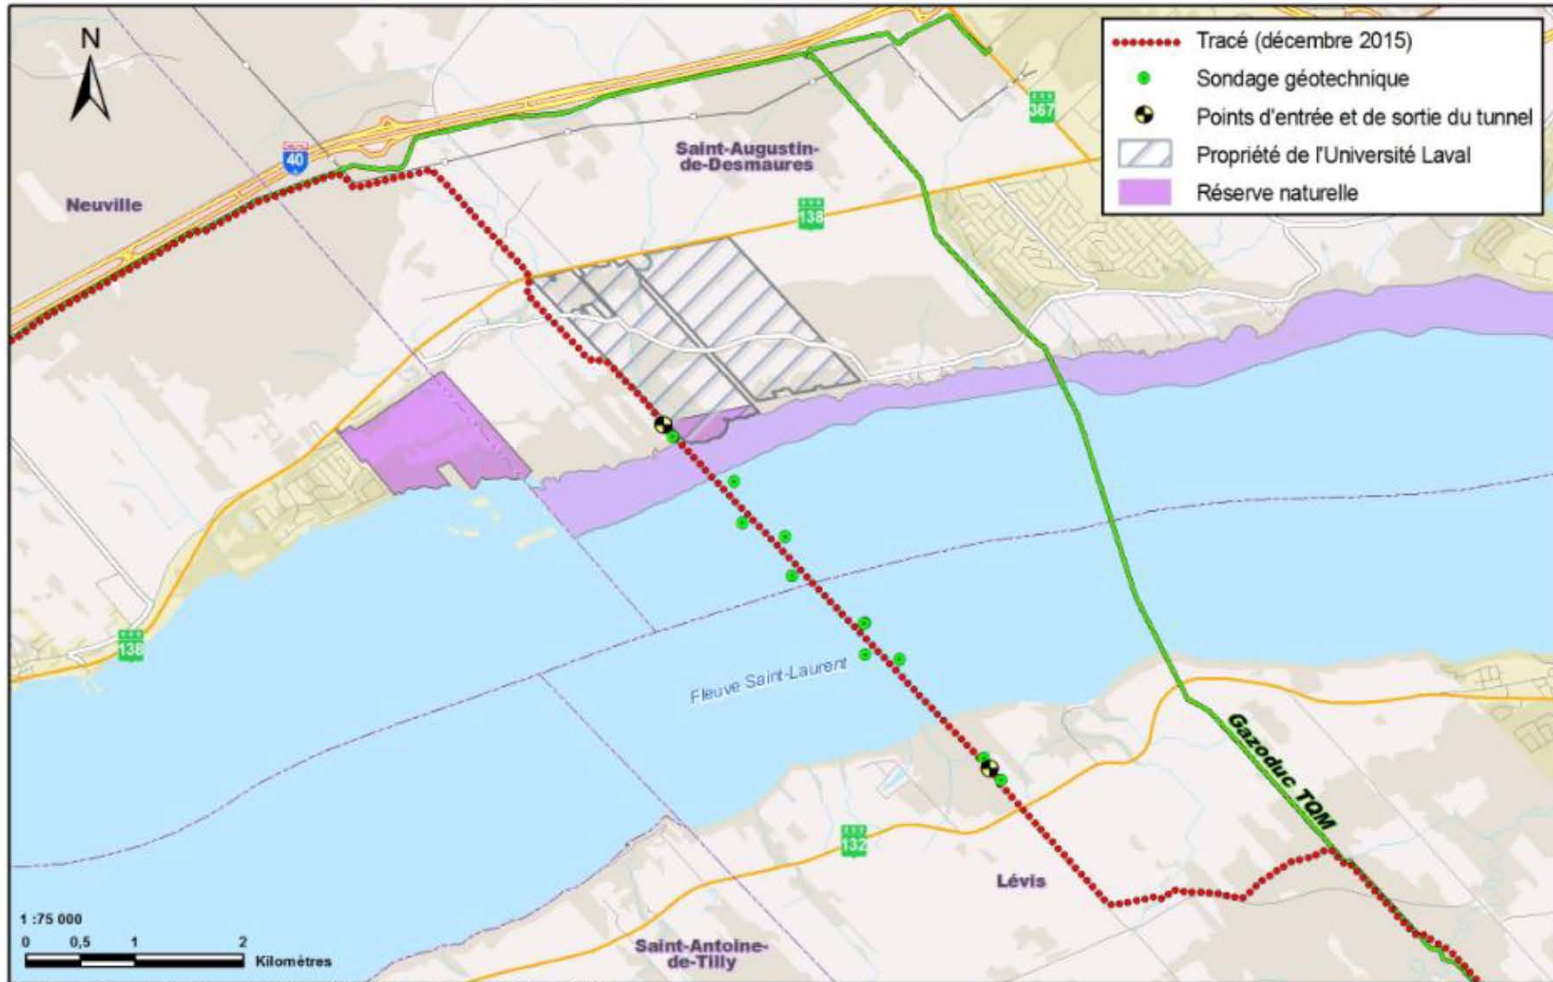 N
Tracé (décembre 2015)
Sondage géotechnique
Points d'entrée et de sortie du tunnel
Propriété de l'Université Laval
Réserve naturelle
367
40
Saint-Augustin-
de-Desmaures
Neuville
138
138
Fleuve Saint-Laurent
Gazoduc TQM
132
Lévis
1 :75 000
0 0,5 1 2
Kilomètres
Saint-Antoine-
de-Tilly